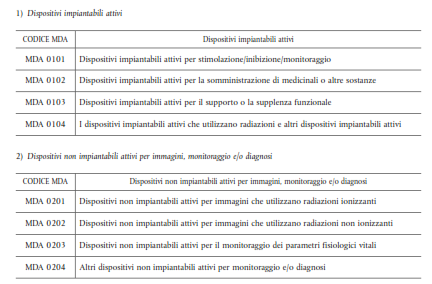 1) Dispositivi impiantabili attivi
CODICE MDA Dispositivi impiantabili attivi
MDA 0101 Dispositivi impiantabili attivi per stimolazione/inibizione/monitoraggio
MDA 0102 Dispositivi impiantabili attivi per la somministrazione di medicinali o altre sostanze
MDA 0103 Dispositivi impiantabili attivi per il supporto o la supplenza funzionale
MDA 0104 I dispositivi impiantabili attivi che utilizzano radiazioni e altri dispositivi impiantabili attivi
2) Dispositivi non impiantabili attivi per immagini, monitoraggio e/o diagnosi
CODICE MDA Dispositivi non impiantabili attivi per immagini, monitoraggio e/o diagnosi
MDA 0201 Dispositivi non impiantabili attivi per immagini che utilizzano radiazioni ionizzanti
MDA 0202 Dispositivi non impiantabili attivi per immagini che utilizzano radiazioni non ionizzanti
MDA 0203 Dispositivi non impiantabili attivi per il monitoraggio dei parametri fisiologici vitali
MDA 0204 Altri dispositivi non impiantabili attivi per monitoraggio e/o diagnosi